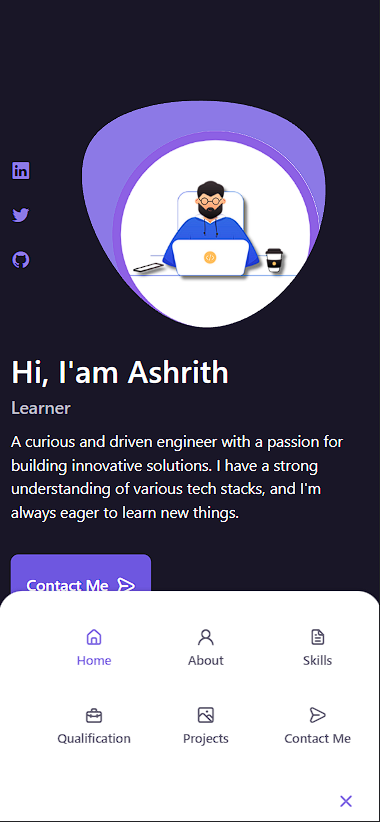 Hi, I'am Ashrith
Learner
A curious and driven engineer with a passion for
building innovative solutions. I have a strong
understanding of various tech stacks, and I'm
always eager to learn new things.
Contact Me
Home About Skills
Qualification Projects Contact Me